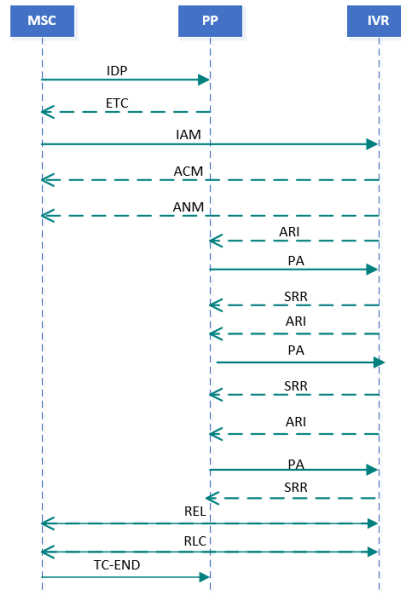 MSC PP IVR
IDP
ETC
IAM
ACM
ANM
ARI
PA
SRR
ARI
PA
SRR
ARI
PA
SRR
REL
RLC
TC-END